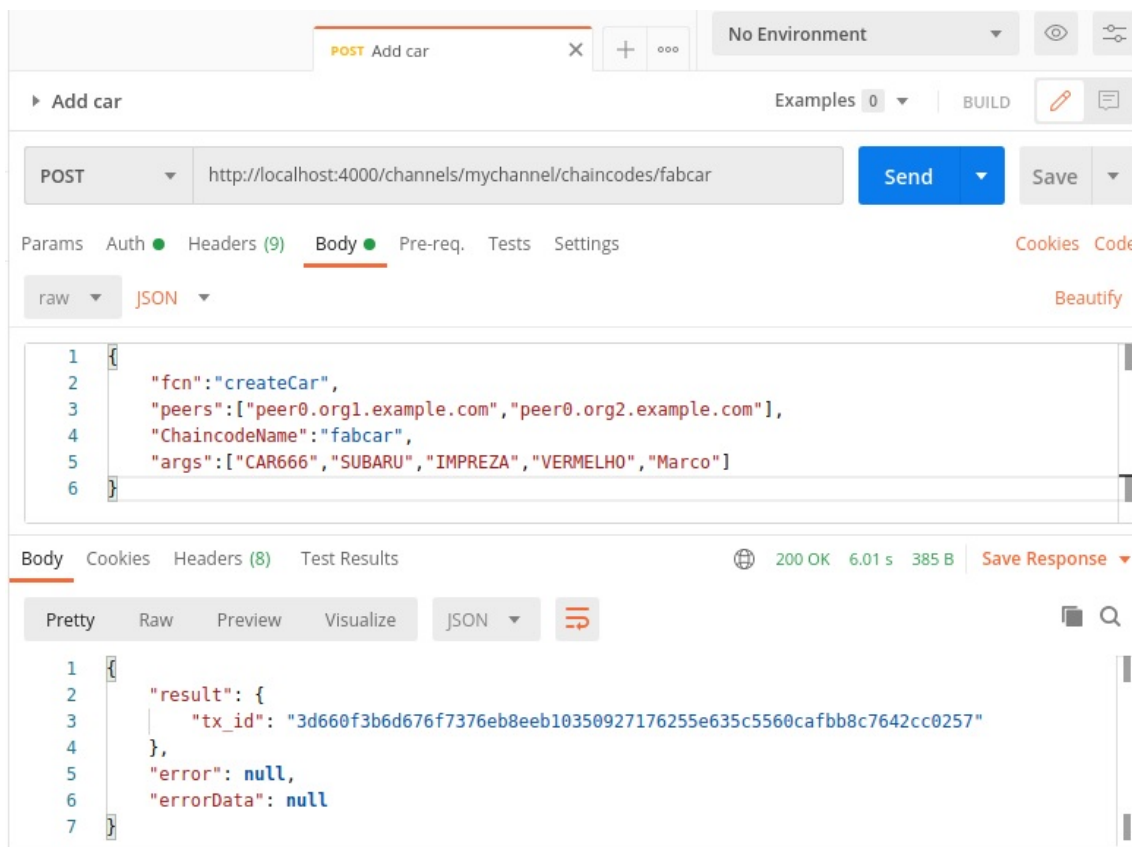 POST Add car
No Environment
Add car
Examples 0
BUILD
POST
http://localhost:4000/channels/mychannel/chaincodes/fabcar
Send
Save
Params Auth Headers (9) Body Pre-req. Tests Settings
Cookies Code
raw JSON
Beautify
1 {
2 "fcn":"createCar",
3 "peers":["peer0.org1.example.com","peer0.org2.example.com"],
4 "ChaincodeName":"fabcar",
5 "args":["CAR666","SUBARU","IMPREZA","VERMELHO","Marco"]
6 }
Body Cookies Headers (8) Test Results
200 OK 6.01 s 385 B Save Response
Pretty Raw Preview Visualize JSON
1 {
2 "result": {
3 "tx_id": "3d660f3b6d676f7376eb8eeb10350927176255e635c5560cafbb8c7642cc0257"
4 },
5 "error": null,
6 "errorData": null
7 }